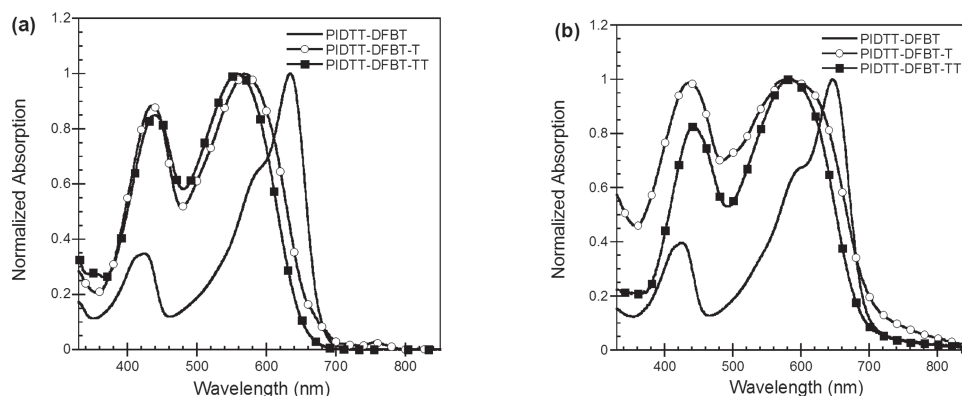 (a)
1.2
1
0.8
0.6
0.4
0.2
0
400 500 600 700 800
Wavelength (nm)
Normalized Absorption
PIDTT-DFBT
PIDTT-DFBT-T
PIDTT-DFBT-TT
(b)
1.2
1
0.8
0.6
0.4
0.2
0
400 500 600 700 800
Wavelength (nm)
Normalized Absorption
PIDTT-DFBT
PIDTT-DFBT-T
PIDTT-DFBT-TT